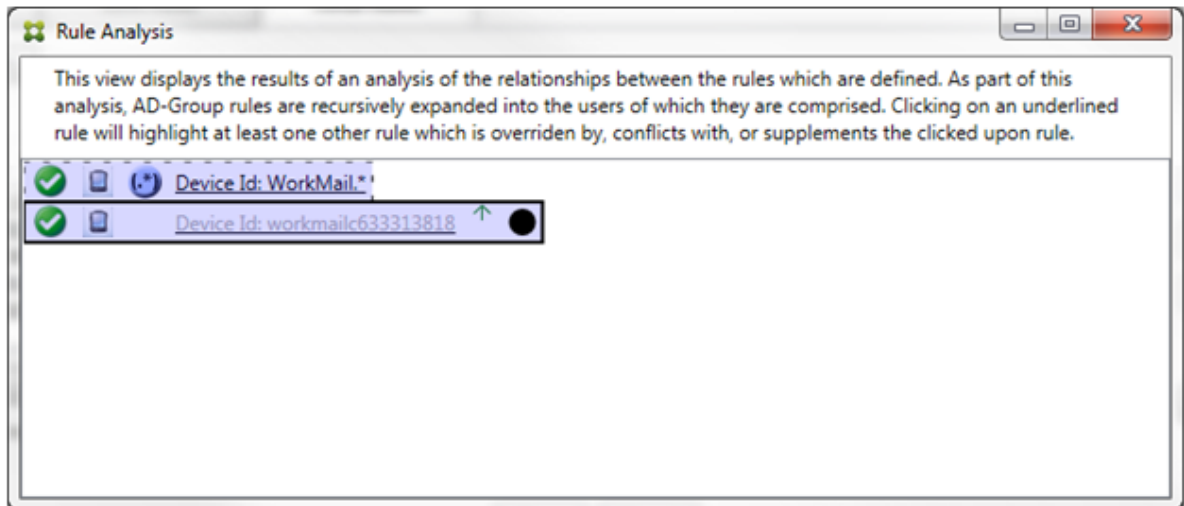 Rule Analysis
This view displays the results of an analysis of the relationships between the rules which are defined. As part of this
analysis, AD-Group rules are recursively expanded into the users of which they are comprised. Clicking on an underlined
rule will highlight at least one other rule which is overriden by, conflicts with, or supplements the clicked upon rule.
(.*) Device Id: WorkMail.*
Device Id: workmailc633313818